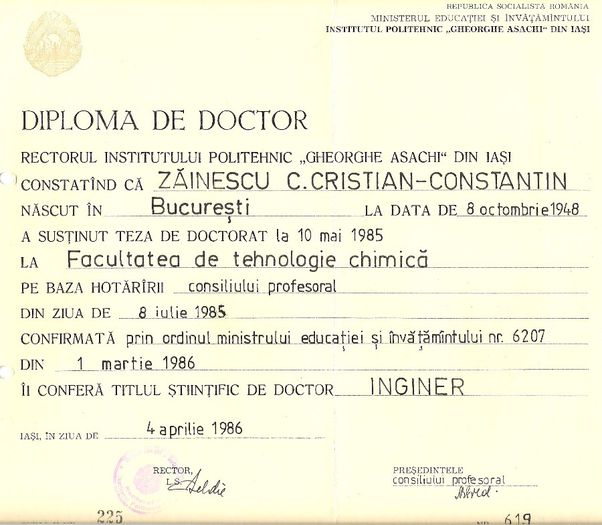 REPUBLICA SOCIALISTA ROMÂNIA
MINISTERUL EDUCAȚIEI ȘI ÎNVĂȚĂMÎNTULUI
INSTITUTUL POLITEHNIC „GHEORGHE ASACHI“ DIN IAȘI
DIPLOMA DE DOCTOR
RECTORUL INSTITUTULUI POLITEHNIC „GHEORGHE ASACHI“ DIN IAȘI
CONSTATÎND CĂ ZĂINESCU C.CRISTIAN-CONSTANTIN
NĂSCUT ÎN București LA DATA DE 8 octombrie 1948
A SUSȚINUT TEZA DE DOCTORAT la 10 mai 1985
LA Facultatea de tehnologie chimică
PE BAZA HOTĂRÎRII consiliului profesoral
DIN ZIUA DE 8 iulie 1985
CONFIRMATĂ prin ordinul ministrului educației și învățămîntului nr. 6207
DIN 1 martie 1986
ÎI CONFERĂ TITLUL ȘTIINȚIFIC DE DOCTOR INGINER
IAȘI, ÎN ZIUA DE 4 aprilie 1986
RECTOR,
L.S.
PREȘEDINTELE
consiliului profesoral
225
NR. 619